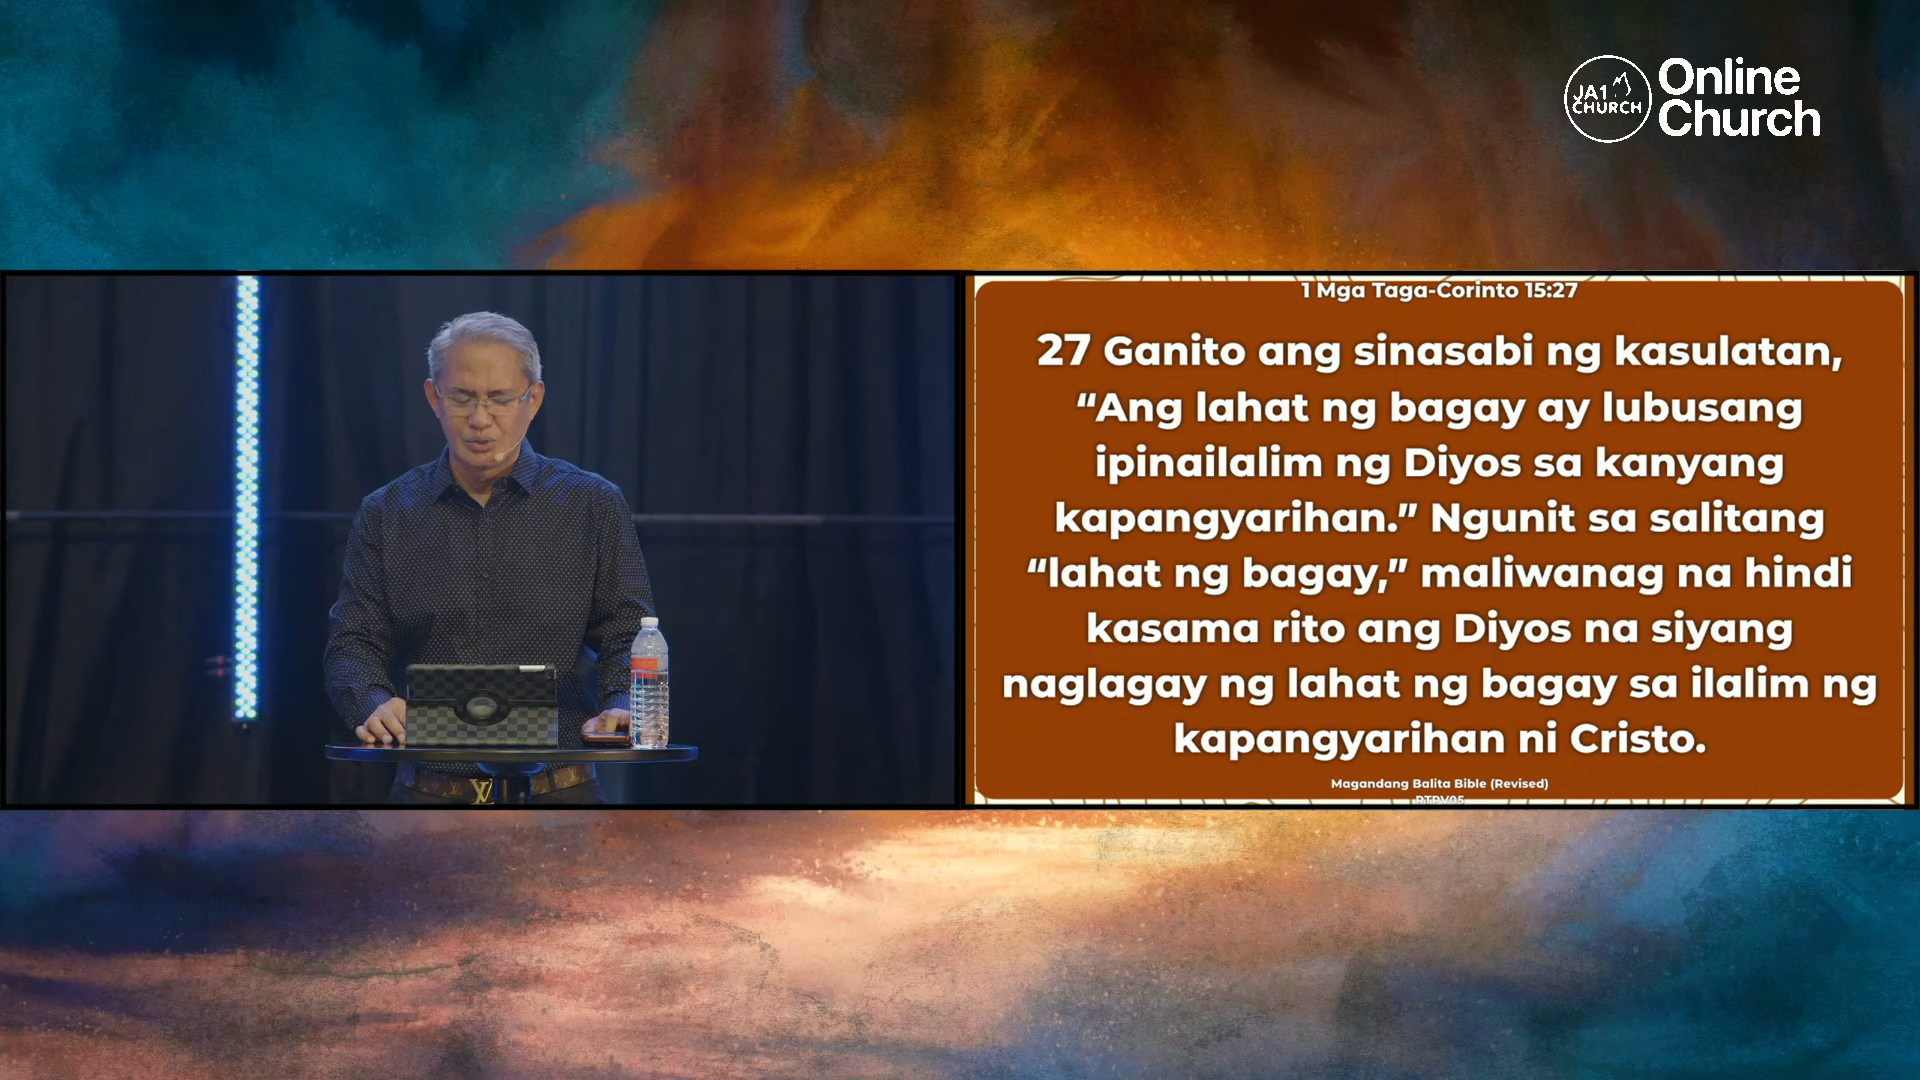 JA1
CHURCH
Online
Church
1 Mga Taga-Corinto 15:27
27 Ganito ang sinasabi ng kasulatan,
“Ang lahat ng bagay ay lubusang
ipinailalim ng Diyos sa kanyang
kapangyarihan.” Ngunit sa salitang
“lahat ng bagay,” maliwanag na hindi
kasama rito ang Diyos na siyang
naglagay ng lahat ng bagay sa ilalim ng
kapangyarihan ni Cristo.
Magandang Balita Bible (Revised)
RTPV05